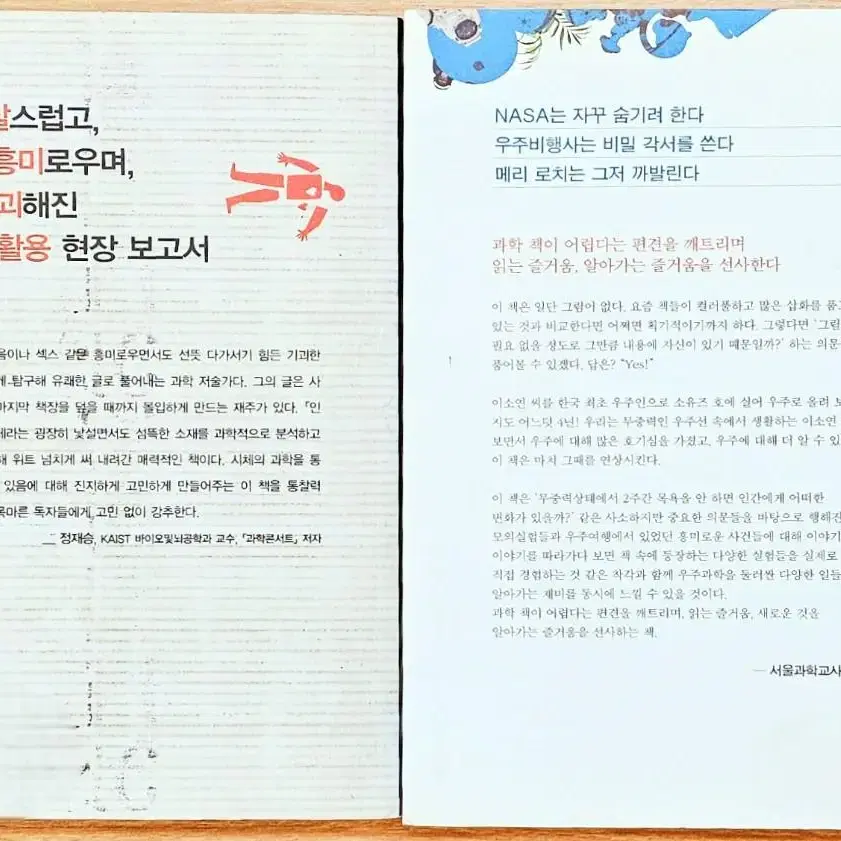 스럽고,
흥미로우며,
괴해진
활용 현장 보고서
음이나 섹스 같은 흥미로우면서도 선뜻 다가서기 힘든 기괴한
탐구해 유쾌한 글로 풀어내는 과학 저술가다. 그의 글은 사
마지막 책장을 덮을 때까지 몰입하게 만드는 재주가 있다. 『인
체라는 굉장히 낯설면서도 섬뜩한 소재를 과학적으로 분석하고
해 위트 넘치게 써 내려간 매력적인 책이다. 시체의 과학을 통
있음에 대해 진지하게 고민하게 만들어주는 이 책을 통찰력
목마른 독자들에게 고민 없이 강추한다.
— 정재승, KAIST 바이오및뇌공학과 교수, 『과학콘서트』 저자
NASA는 자꾸 숨기려 한다
우주비행사는 비밀 각서를 쓴다
메리 로치는 그저 까발린다
과학 책이 어렵다는 편견을 깨트리며
읽는 즐거움, 알아가는 즐거움을 선사한다
이 책은 일단 그림이 없다. 요즘 책들이 컬러풀하고 많은 삽화를 품고
있는 것과 비교한다면 어쩌면 획기적이기까지 하다. 그렇다면 '그림
필요 없을 정도로 그만큼 내용에 자신이 있기 때문일까?' 하는 의문
품어볼 수 있겠다. 답은? "Yes!"
이소연 씨를 한국 최초 우주인으로 소유즈 호에 실어 우주로 올려 보
지도 어느덧 4년! 우리는 무중력인 우주선 속에서 생활하는 이소연
보면서 우주에 대해 많은 호기심을 가졌고, 우주에 대해 더 알 수 있
이 책은 마치 그때를 연상시킨다.
이 책은 '무중력상태에서 2주간 목욕을 안 하면 인간에게 어떠한
변화가 있을까?' 같은 사소하지만 중요한 의문들을 바탕으로 행해진
모의실험들과 우주여행에서 있었던 흥미로운 사건들에 대해 이야기
이야기를 따라가다 보면 책 속에 등장하는 다양한 실험들을 실제로
직접 경험하는 것 같은 착각과 함께 우주과학을 둘러싼 다양한 일들
알아가는 재미를 동시에 느낄 수 있을 것이다.
과학 책이 어렵다는 편견을 깨트리며, 읽는 즐거움, 새로운 것을
알아가는 즐거움을 선사하는 책.
— 서울과학교사